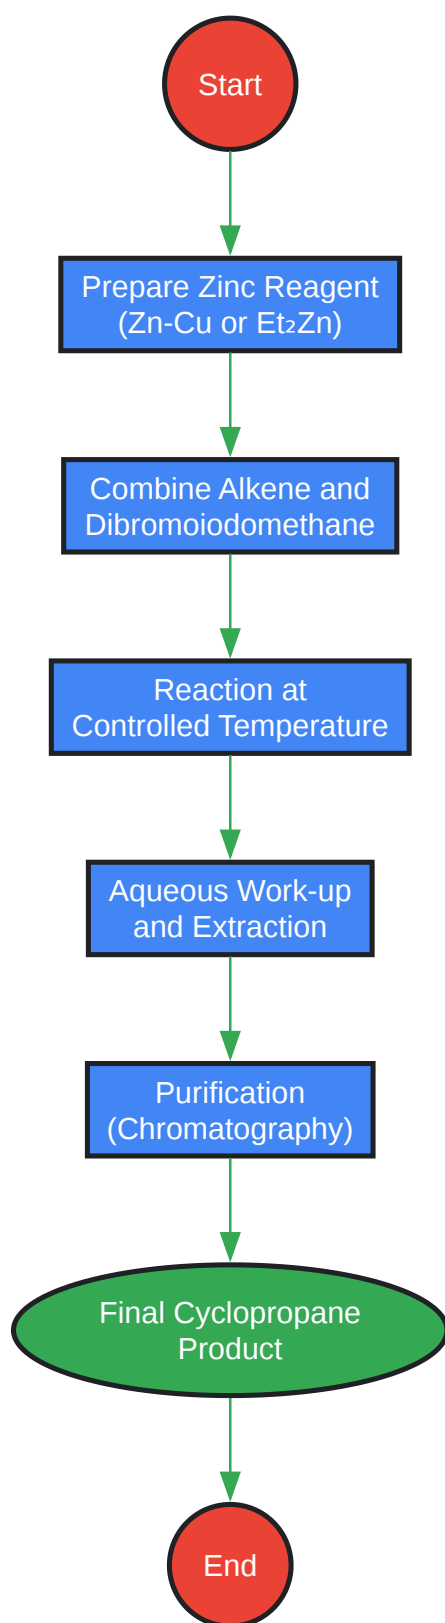 Start
Prepare Zinc Reagent
(Zn-Cu or Et₂Zn)
Combine Alkene and
Dibromoiodomethane
Reaction at
Controlled Temperature
Aqueous Work-up
and Extraction
Purification
(Chromatography)
Final Cyclopropane
Product
End